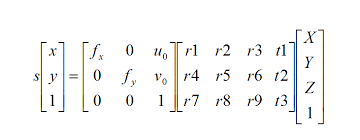 s[x y 1] = [f_x 0 u_0; 0 f_y v_0; 0 0 1] [r1 r2 r3 t1; r4 r5 r6 t2; r7 r8 r9 t3] [X Y Z 1]